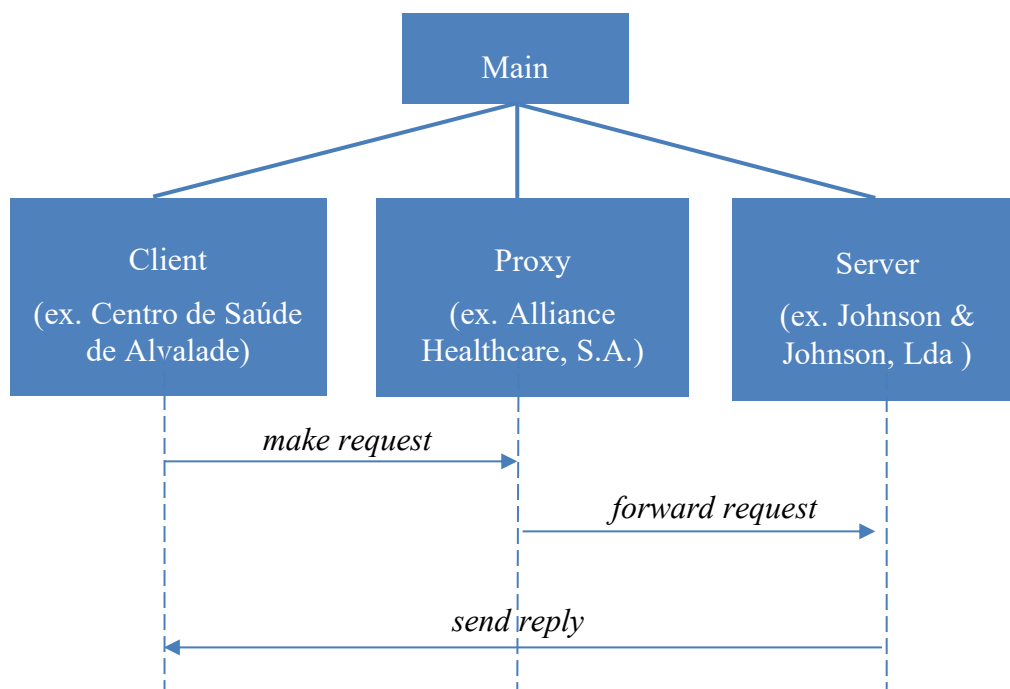 Main
Client
(ex. Centro de Saúde
de Alvalade)
Proxy
(ex. Alliance
Healthcare, S.A.)
Server
(ex. Johnson &
Johnson, Lda )
make request
forward request
send reply